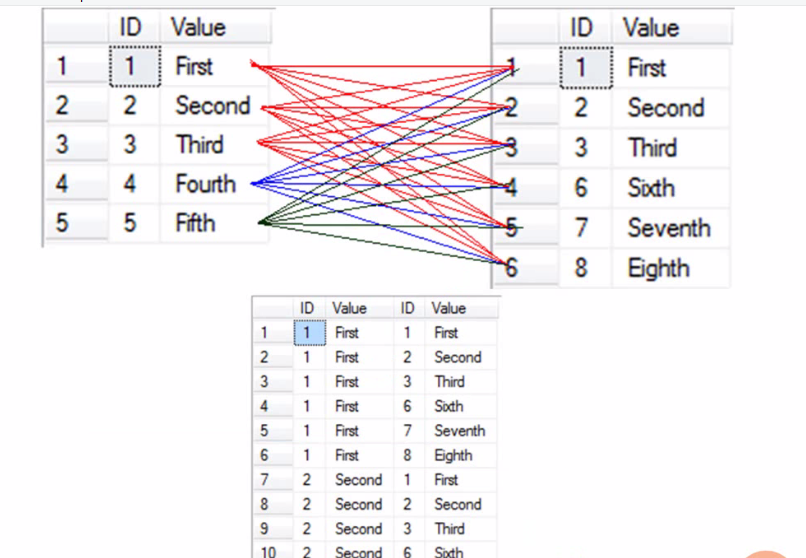 ID Value
1 1 First
2 2 Second
3 3 Third
4 4 Fourth
5 5 Fifth
ID Value
1 1 First
2 2 Second
3 3 Third
4 6 Sixth
5 7 Seventh
6 8 Eighth
ID Value ID Value
1 1 First 1 First
2 1 First 2 Second
3 1 First 3 Third
4 1 First 6 Sixth
5 1 First 7 Seventh
6 1 First 8 Eighth
7 2 Second 1 First
8 2 Second 2 Second
9 2 Second 3 Third
10 2 Second 6 Sixth